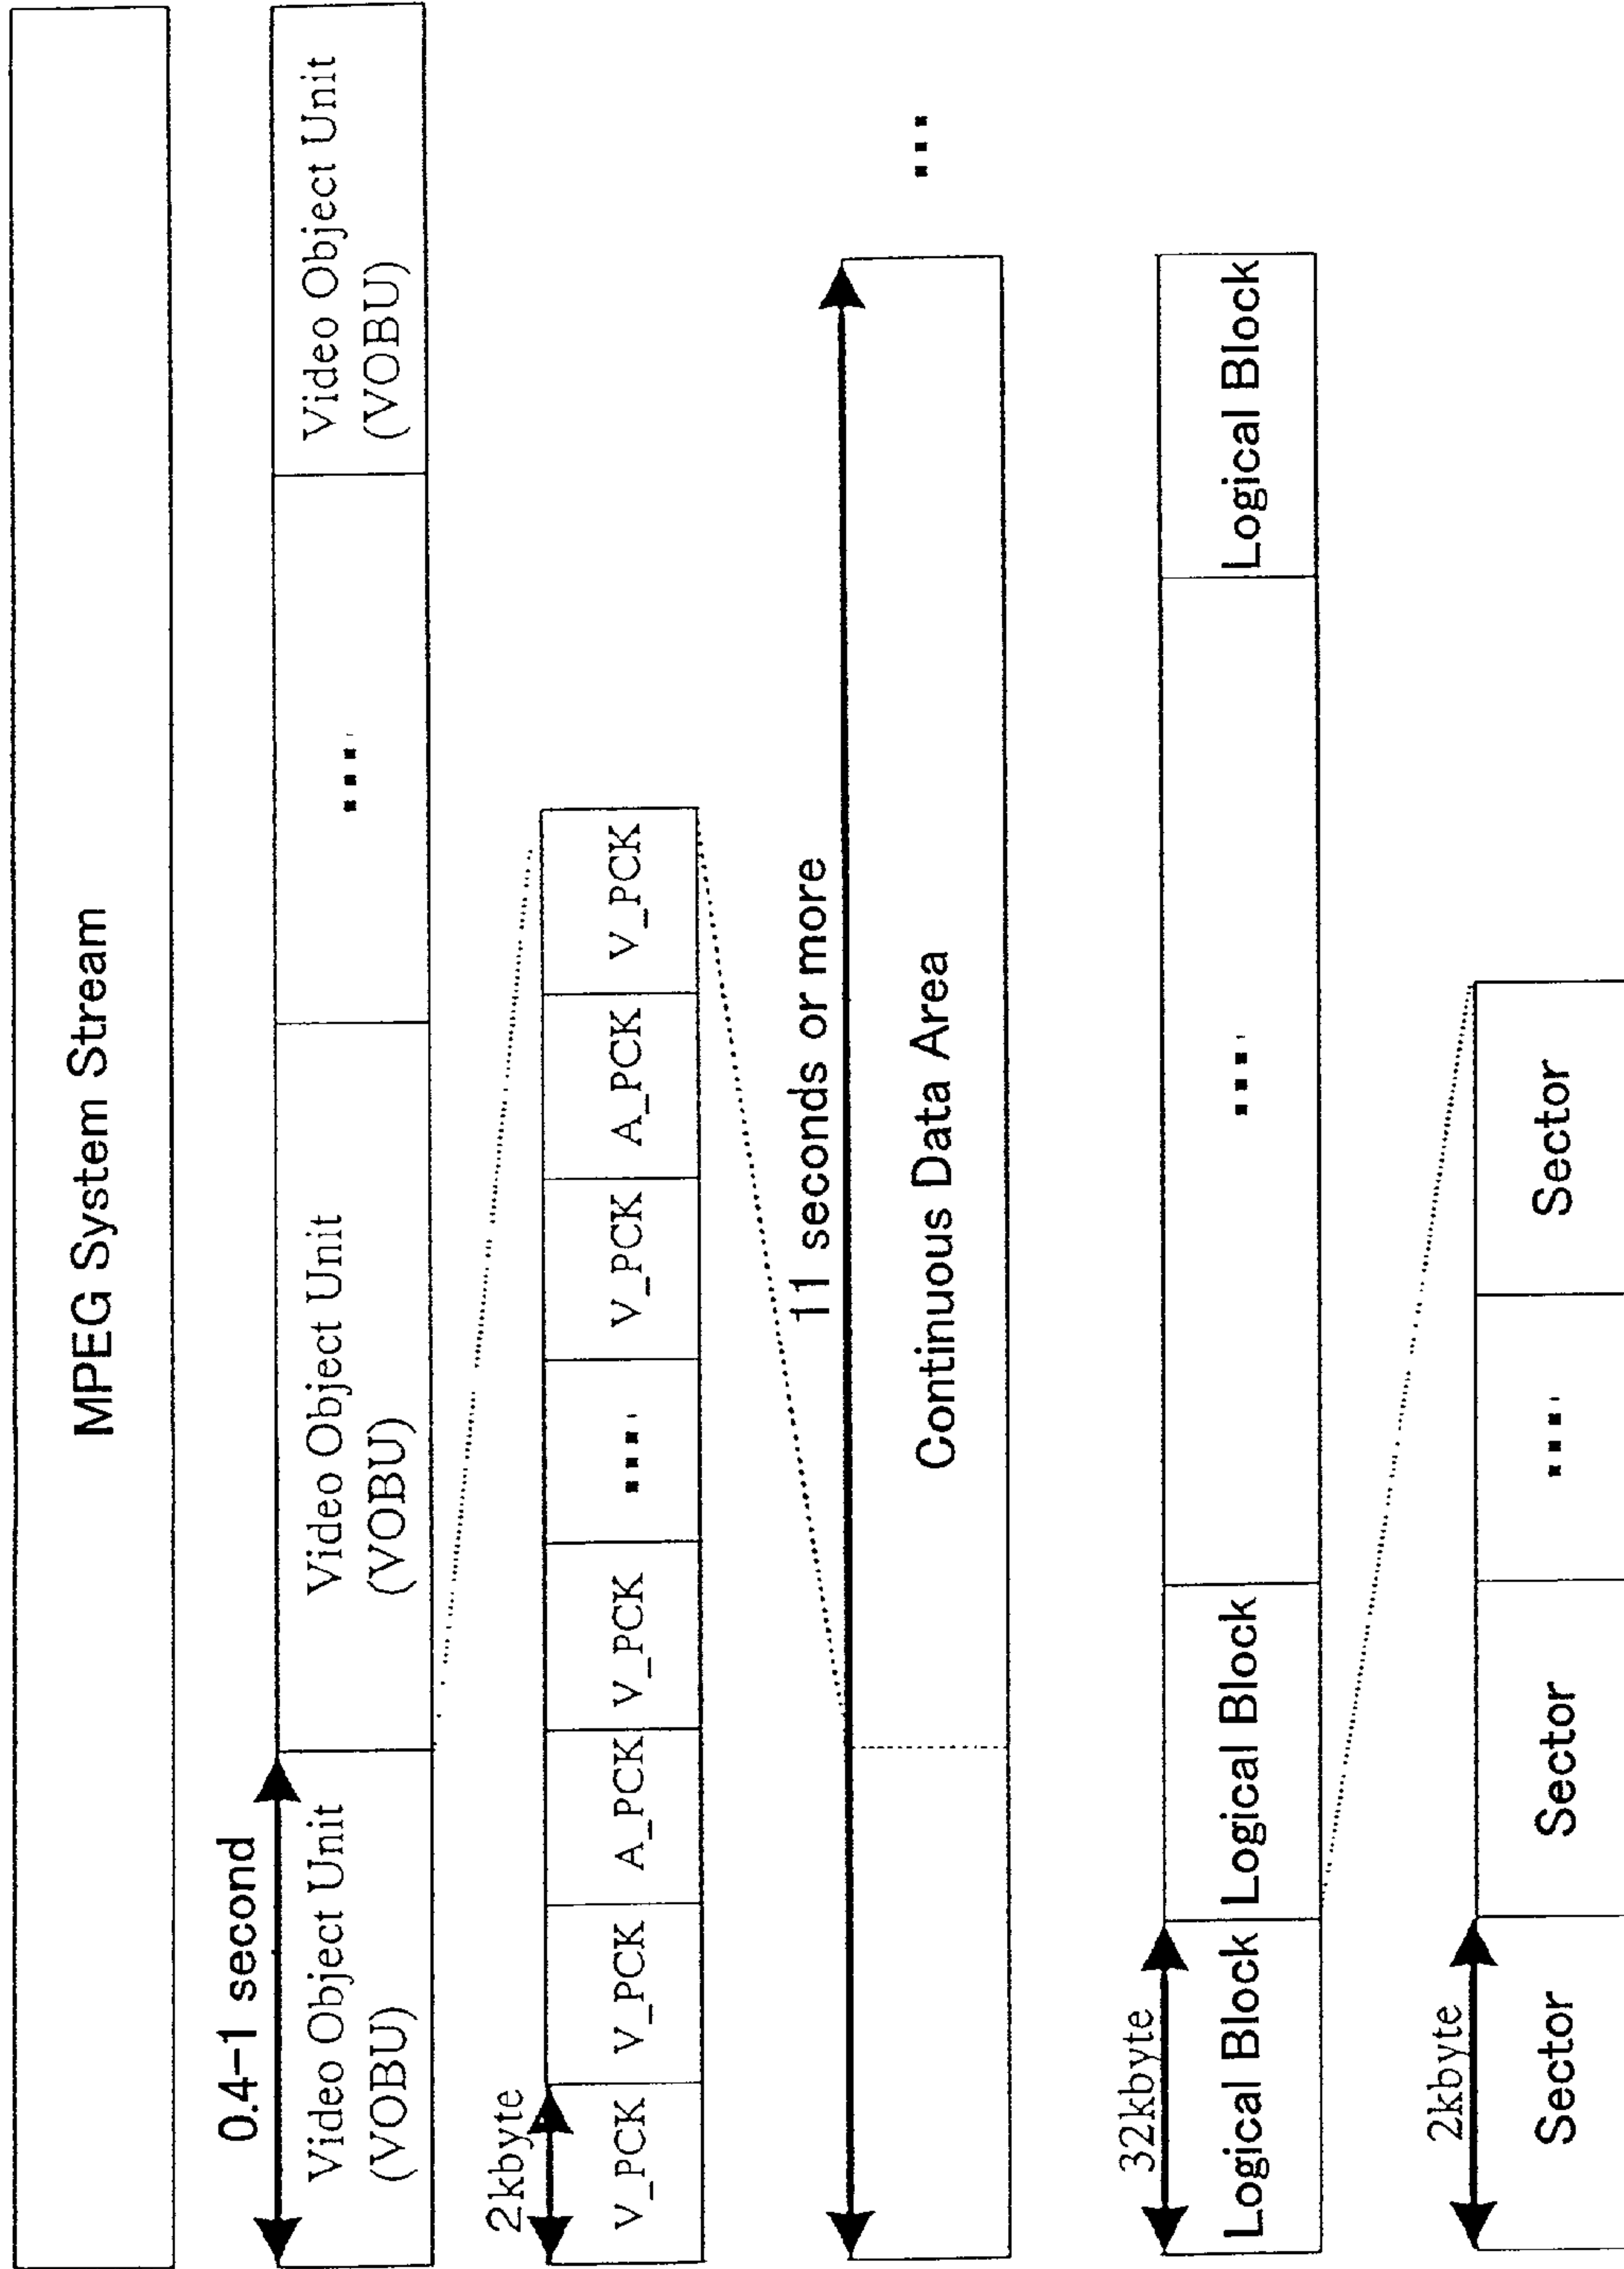 MPEG System Stream
0.4-1 second
Video Object Unit
(VOBU)
Video Object Unit
(VOBU)
....
Video Object Unit
(VOBU)
2kbyte
V_PCK
V_PCK
A_PCK
V_PCK
....
V_PCK
A_PCK
V_PCK
11 seconds or more
Continuous Data Area
...
32kbyte
Logical Block
Logical Block
....
Logical Block
2kbyte
Sector
Sector
....
Sector